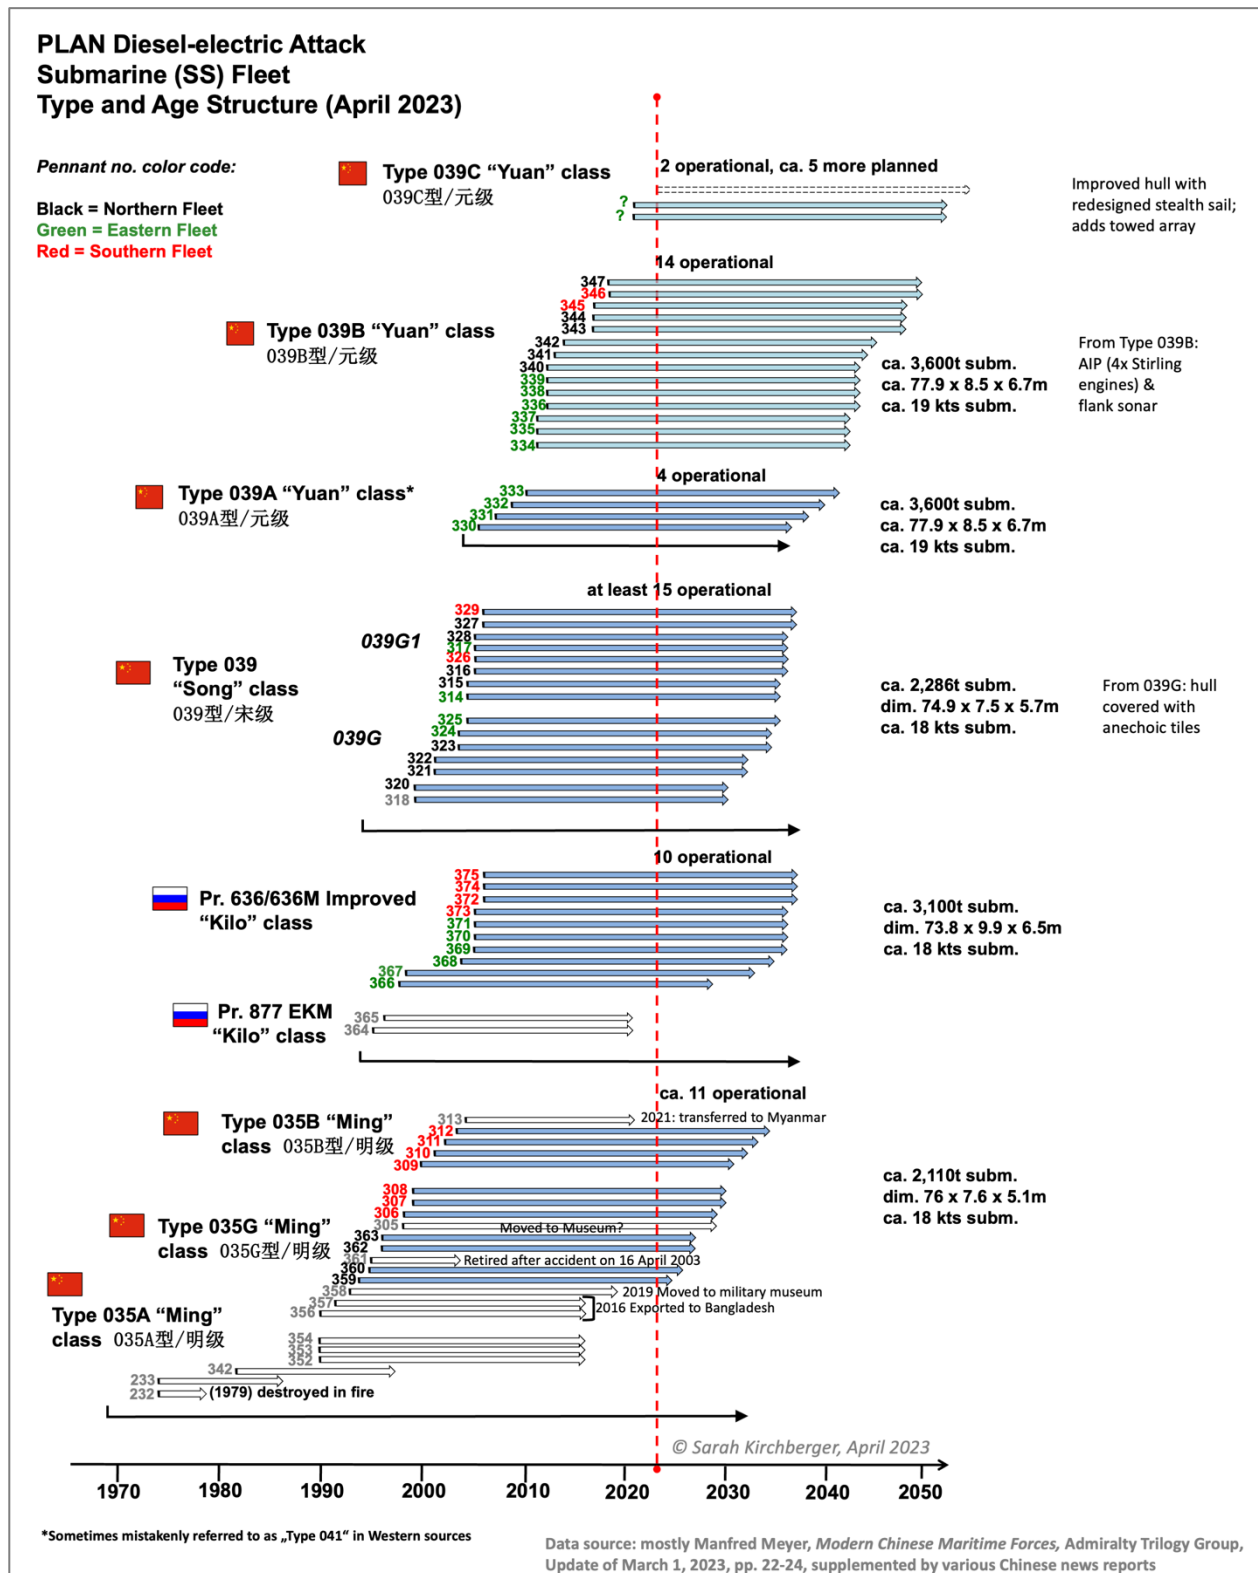 PLAN Diesel-electric Attack
Submarine (SS) Fleet
Type and Age Structure (April 2023)
Pennant no. color code:
Black = Northern Fleet
Green = Eastern Fleet
Red = Southern Fleet
Type 039C “Yuan” class
039C型/元级
2 operational, ca. 5 more planned
?
?
Improved hull with
redesigned stealth sail;
adds towed array
14 operational
Type 039B “Yuan” class
039B型/元级
347
346
345
344
343
342
341
340
339
338
336
337
335
334
ca. 3,600t subm.
ca. 77.9 x 8.5 x 6.7m
ca. 19 kts subm.
From Type 039B:
AIP (4x Stirling
engines) &
flank sonar
4 operational
Type 039A “Yuan” class*
039A型/元级
333
332
331
330
ca. 3,600t subm.
ca. 77.9 x 8.5 x 6.7m
ca. 19 kts subm.
at least 15 operational
Type 039
“Song” class
039型/宋级
039G1
329
327
328
317
326
316
315
314
039G
325
324
323
322
321
320
318
ca. 2,286t subm.
dim. 74.9 x 7.5 x 5.7m
ca. 18 kts subm.
From 039G: hull
covered with
anechoic tiles
10 operational
Pr. 636/636M Improved
“Kilo” class
375
374
372
373
371
370
369
368
367
366
ca. 3,100t subm.
dim. 73.8 x 9.9 x 6.5m
ca. 18 kts subm.
Pr. 877 EKM
“Kilo” class
365
364
ca. 11 operational
Type 035B “Ming”
class 035B型/明级
313
2021: transferred to Myanmar
312
311
310
309
ca. 2,110t subm.
dim. 76 x 7.6 x 5.1m
ca. 18 kts subm.
Type 035G “Ming”
class 035G型/明级
308
307
306
305
Moved to Museum?
363
362
361
Retired after accident on 16 April 2003
360
359
358
2019 Moved to military museum
357
356
2016 Exported to Bangladesh
Type 035A “Ming”
class 035A型/明级
354
353
352
342
233
232
(1979) destroyed in fire
© Sarah Kirchberger, April 2023
1970 1980 1990 2000 2010 2020 2030 2040 2050
*Sometimes mistakenly referred to as „Type 041“ in Western sources
Data source: mostly Manfred Meyer, Modern Chinese Maritime Forces, Admiralty Trilogy Group,
Update of March 1, 2023, pp. 22-24, supplemented by various Chinese news reports